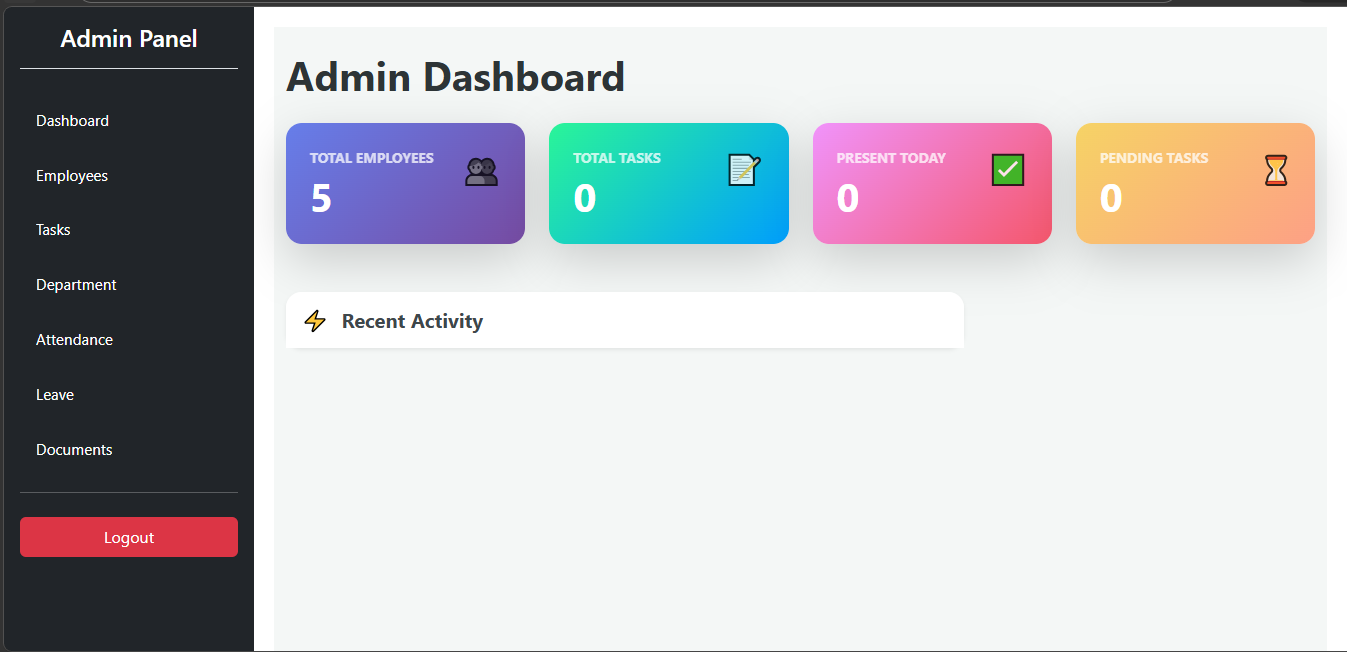 Admin Panel
Dashboard
Employees
Tasks
Department
Attendance
Leave
Documents
Logout
Admin Dashboard
TOTAL EMPLOYEES
5
TOTAL TASKS
0
PRESENT TODAY
0
PENDING TASKS
0
Recent Activity